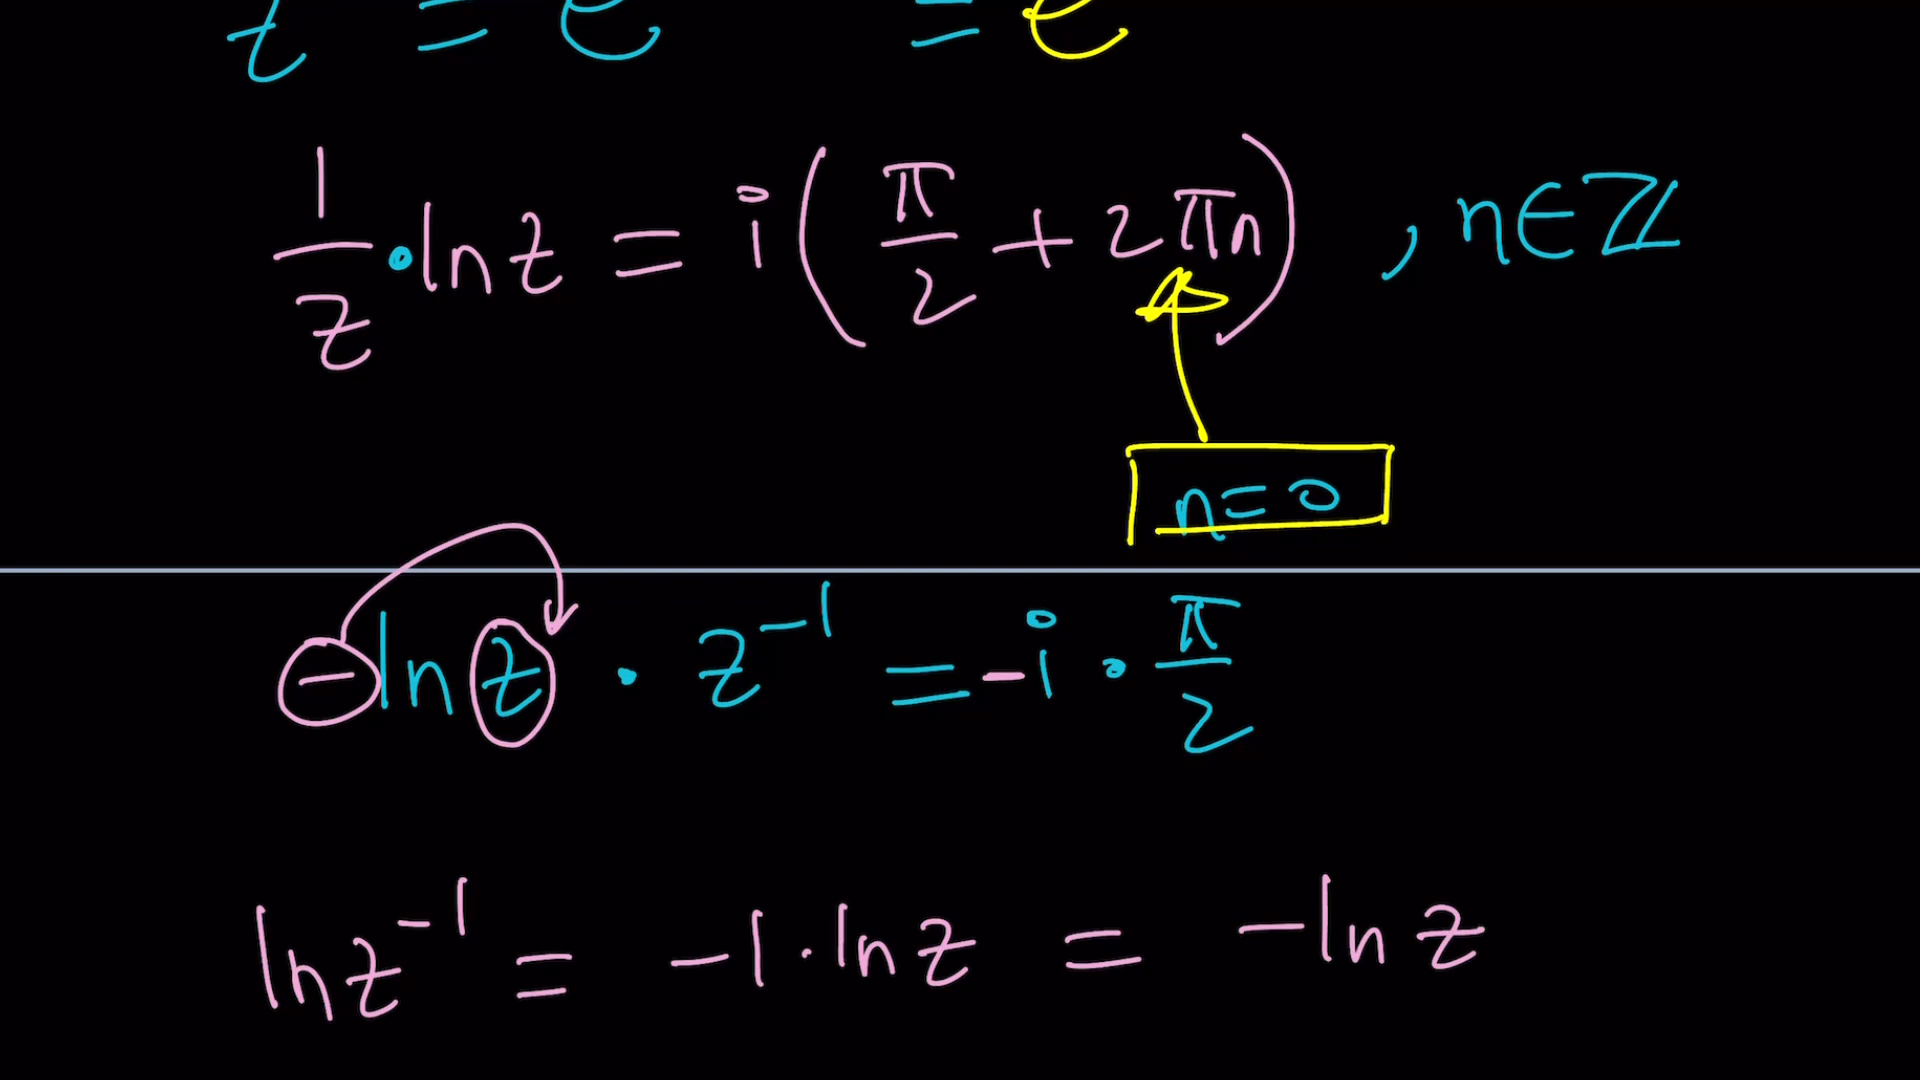 z = e = e
1/z · ln z = i(π/2 + 2πn), n∈ℤ
n=0
-ln z · z⁻¹ = -i · π/2
ln z⁻¹ = -1·ln z = -ln z